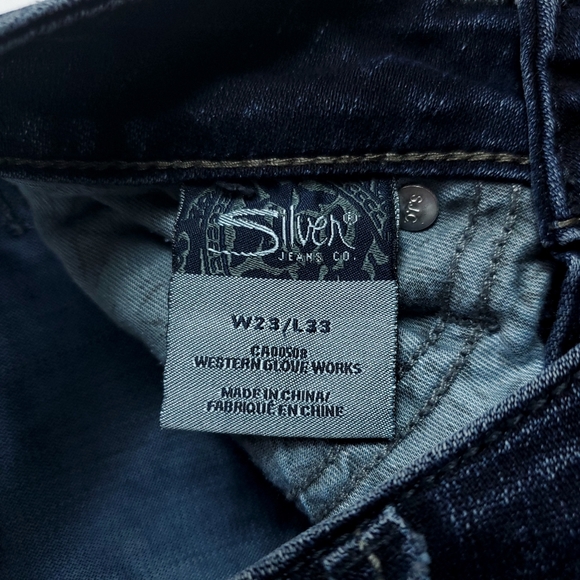 Silver®
JEANS CO.
W23/L33
CA00508
WESTERN GLOVE WORKS
MADE IN CHINA/
FABRIQUÉ EN CHINE